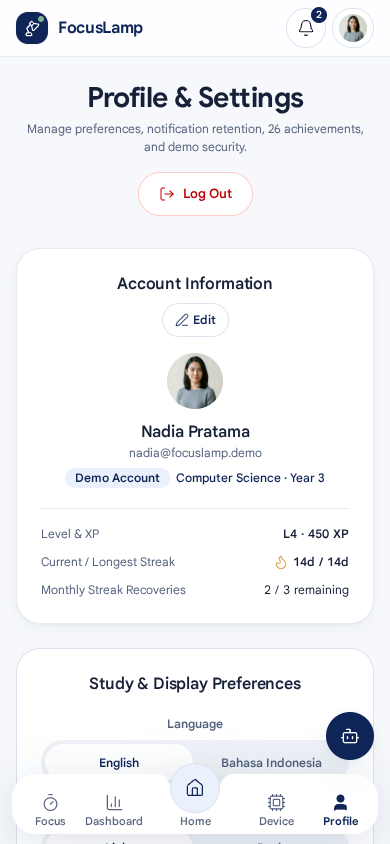 FocusLamp
2
Profile & Settings
Manage preferences, notification retention, 26 achievements,
and demo security.
Log Out
Account Information
Edit
Nadia Pratama
nadia@focuslamp.demo
Demo Account Computer Science · Year 3
Level & XP L4 · 450 XP
Current / Longest Streak 14d / 14d
Monthly Streak Recoveries 2 / 3 remaining
Study & Display Preferences
Language
English Bahasa Indonesia
Focus Dashboard Home Device Profile